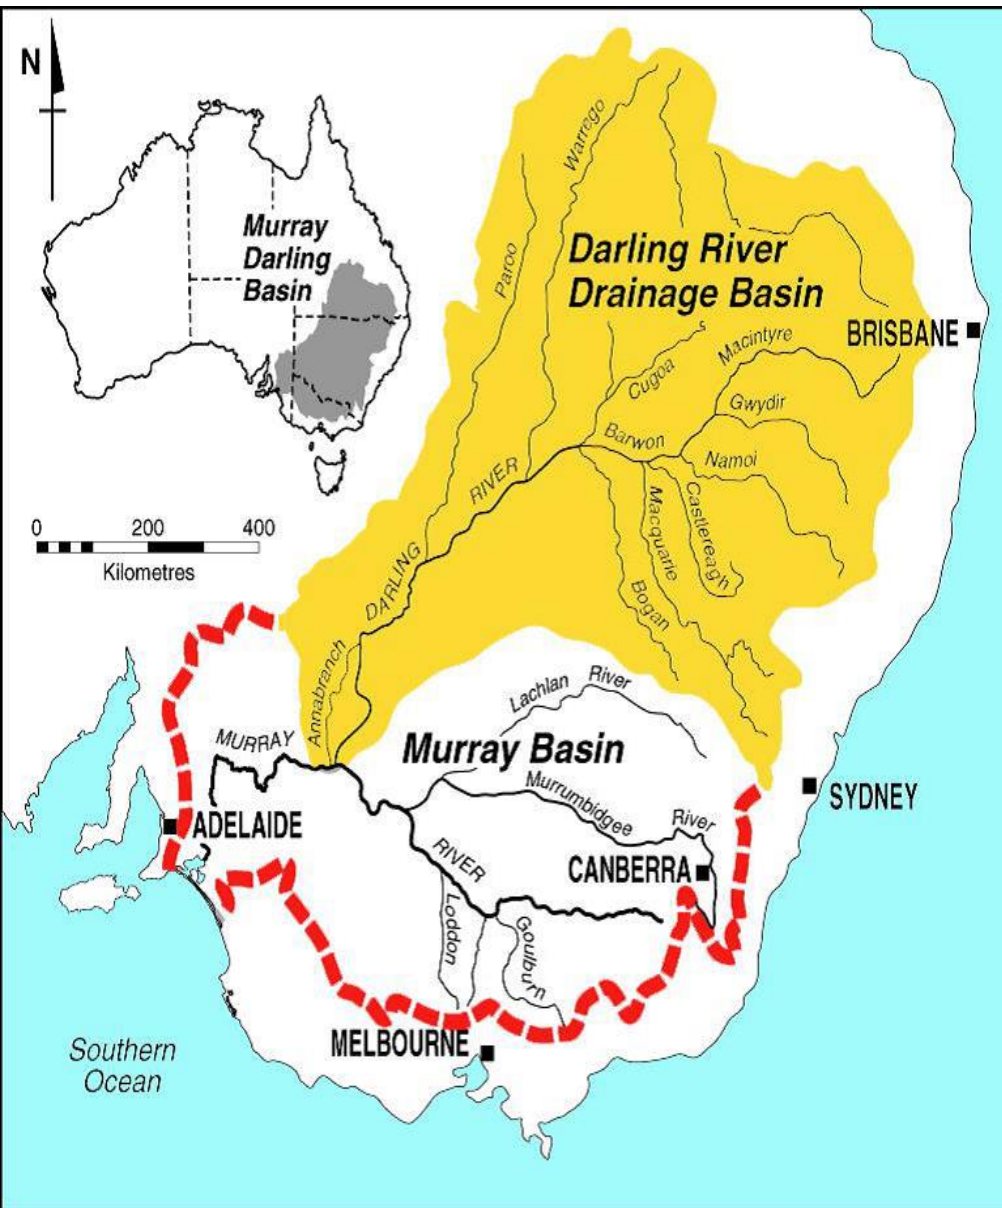 N
Murray
Darling
Basin
0 200 400
Kilometres
Darling River
Drainage Basin
Warrego
Paroo
Cugoa
Macintyre
BRISBANE
Gwydir
Barwon
Namoi
DARLING RIVER
Macquarie
Castlereagh
Bogan
Annabranch
Lachlan River
MURRAY
Murray Basin
Murrumbidgee River
SYDNEY
ADELAIDE
RIVER
CANBERRA
Loddon
Goulburn
MELBOURNE
Southern
Ocean